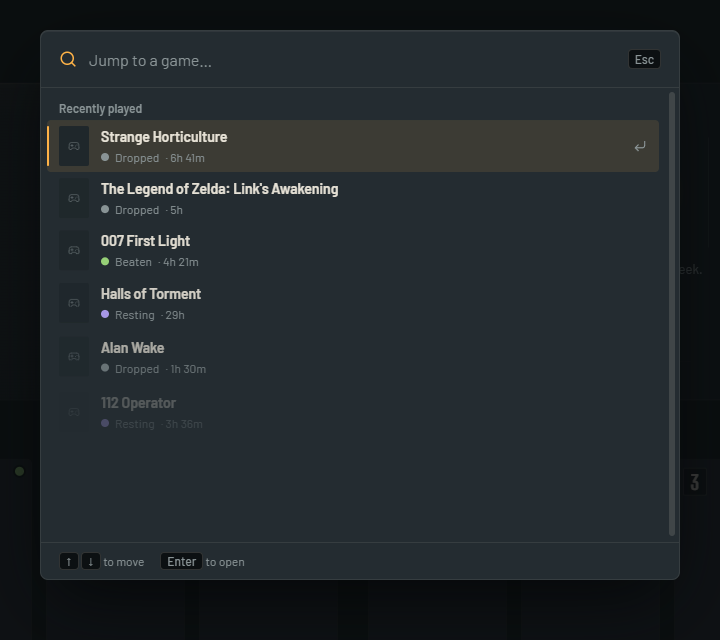 Jump to a game...
Esc
Recently played
Strange Horticulture
Dropped · 6h 41m
The Legend of Zelda: Link's Awakening
Dropped · 5h
007 First Light
Beaten · 4h 21m
Halls of Torment
Resting · 29h
Alan Wake
Dropped · 1h 30m
112 Operator
Resting · 3h 36m
eek.
3
↑ ↓ to move Enter to open